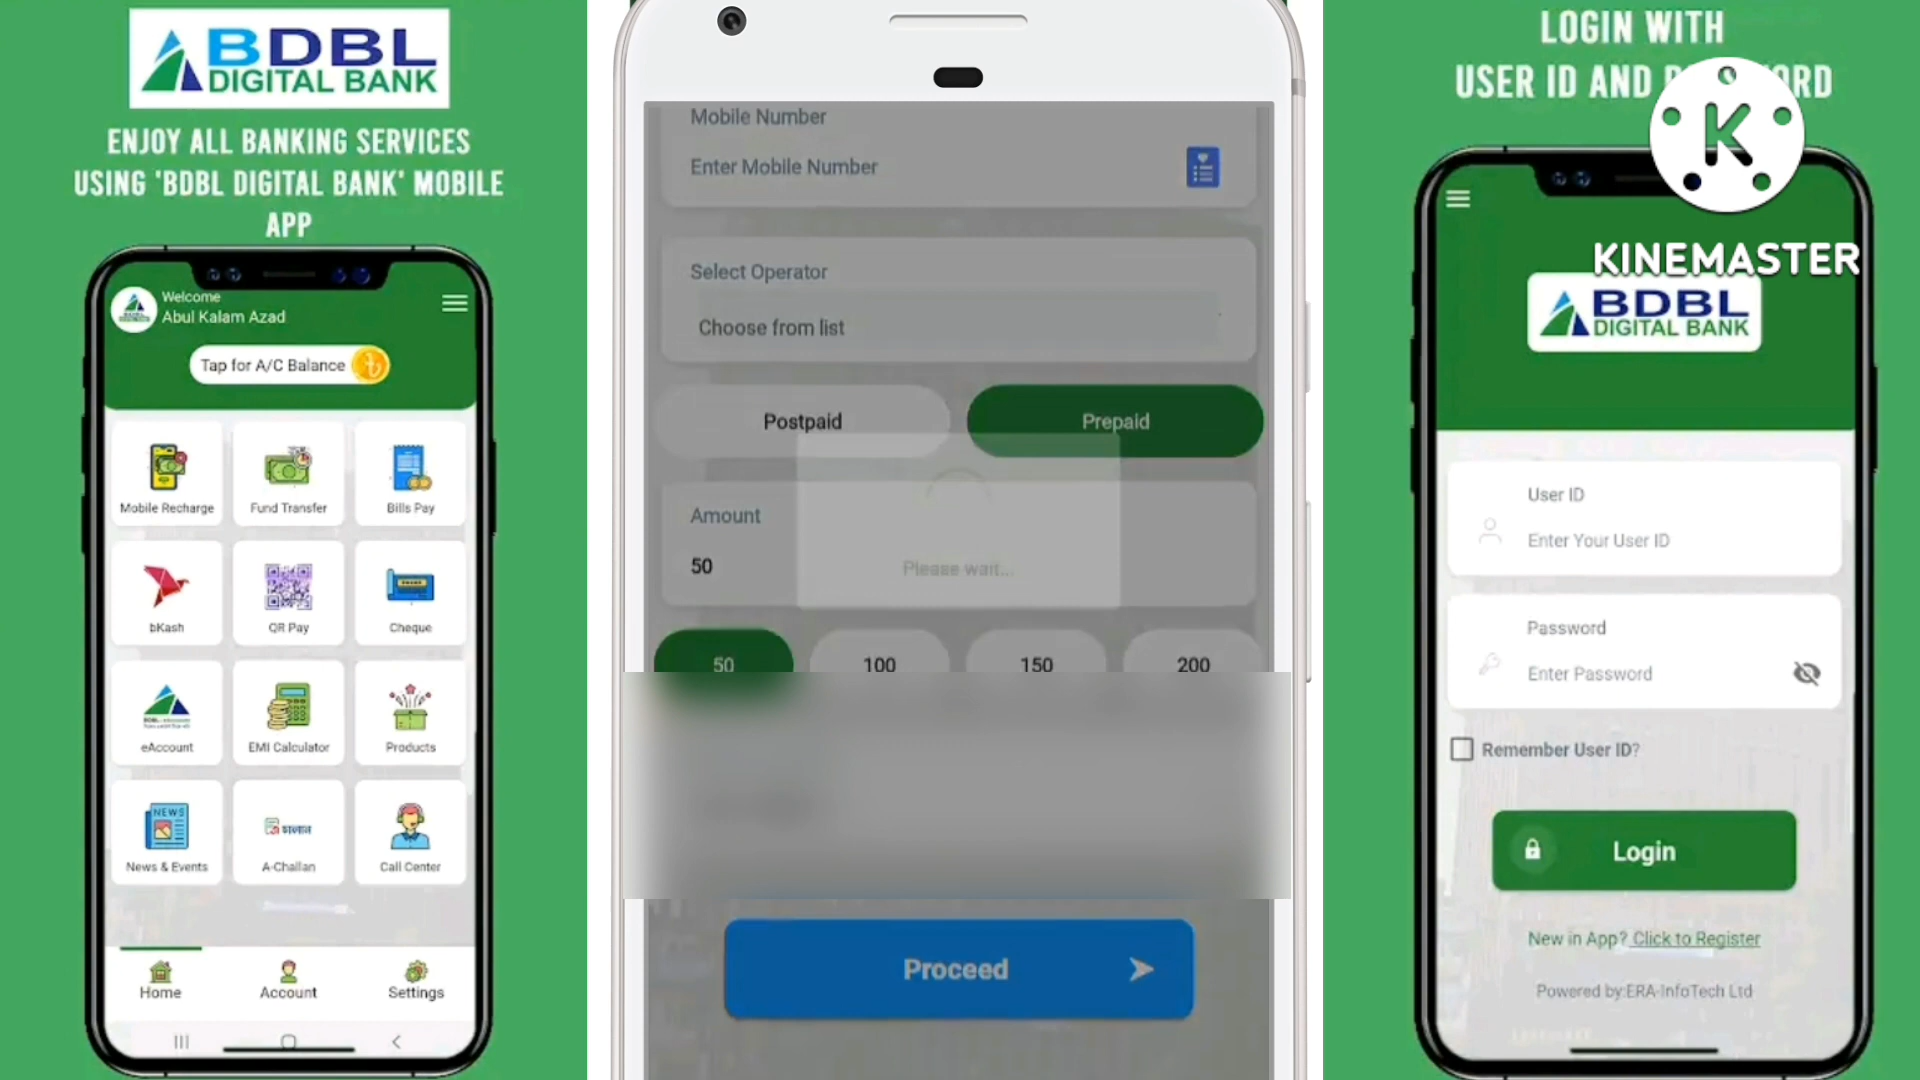 BDBL
DIGITAL BANK
ENJOY ALL BANKING SERVICES
USING 'BDBL DIGITAL BANK' MOBILE
APP
Welcome
Abul Kalam Azad
Tap for A/C Balance
Mobile Recharge
Fund Transfer
Bills Pay
bKash
QR Pay
Cheque
eAccount
EMI Calculator
Products
NEWS
News & Events
চালান
A-Challan
Call Center
Home
Account
Settings
Mobile Number
Enter Mobile Number
Select Operator
Choose from list
Postpaid
Prepaid
Amount
50
Please wait...
50
100
150
200
Proceed
LOGIN WITH
USER ID AND
KINEMASTER
BDBL
DIGITAL BANK
User ID
Enter Your User ID
Password
Enter Password
Remember User ID?
Login
New in App? Click to Register
Powered by:ERA-InfoTech Ltd